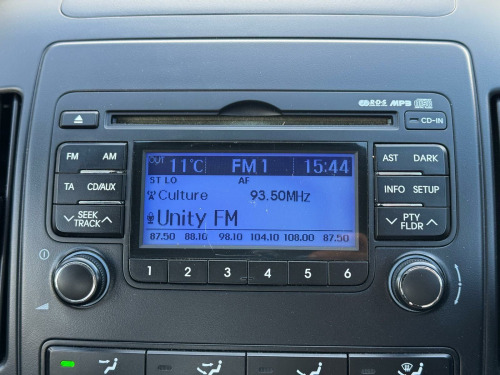 RDS MP3
CD-IN
FM AM
TA CD/AUX
SEEK
TRACK
OUT 11°C FM 1 15:44
ST LO AF
Culture 93.50MHz
Unity FM
87.50 88.10 98.10 104.10 108.00 87.50
AST DARK
INFO SETUP
PTY
FLDR
1 2 3 4 5 6